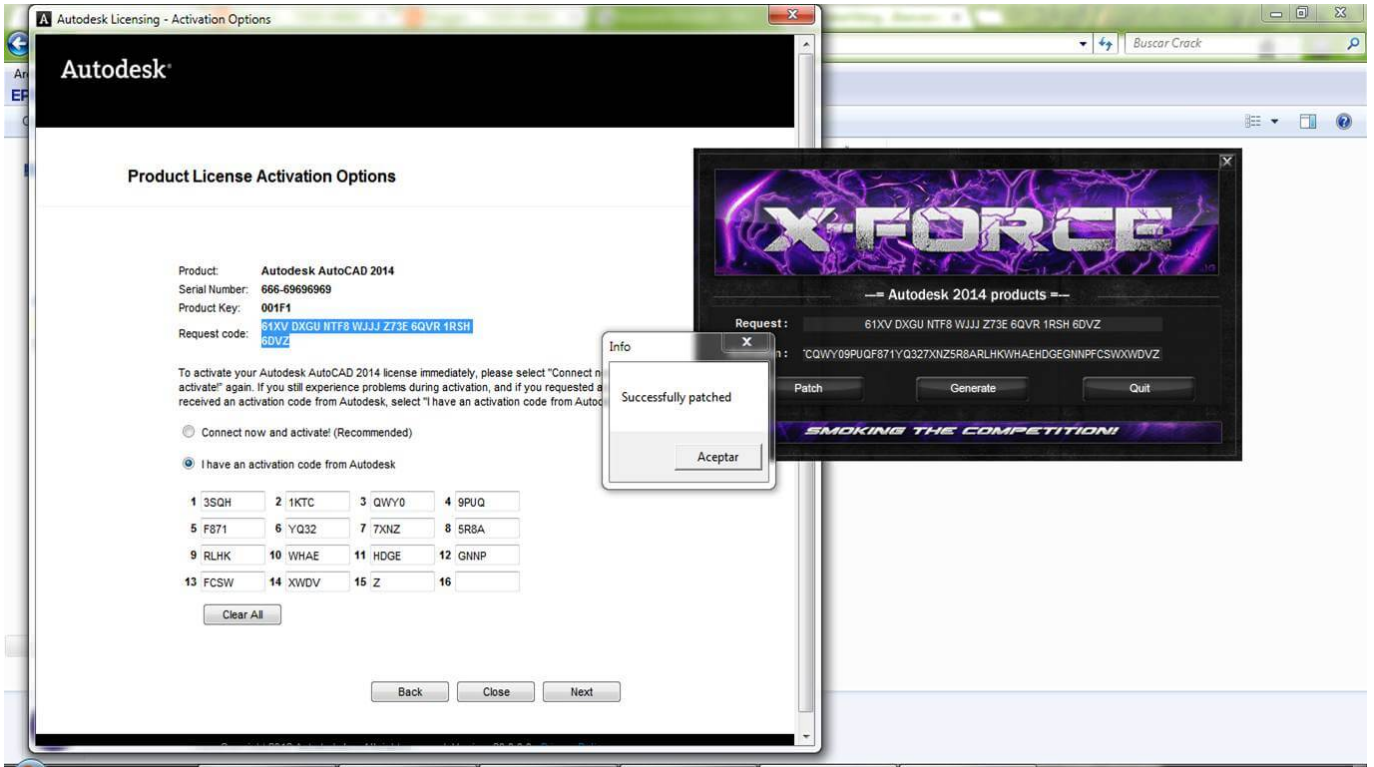 Autodesk Licensing - Activation Options
Buscar Crack
Autodesk
Product License Activation Options
Product: Autodesk AutoCAD 2014
Serial Number: 666-69696969
Product Key: 001F1
Request code: 61XV DXGU NTF8 WJJJ Z73E 6QVR 1RSH
6DVZ
To activate your Autodesk AutoCAD 2014 license immediately, please select "Connect
activate!" again. If you still experience problems during activation, and if you requested
received an activation code from Autodesk, select "I have an activation code from
Connect now and activate! (Recommended)
I have an activation code from Autodesk
1 3SQH 2 1KTC 3 QWY0 4 9PUQ
5 F871 6 YQ32 7 7XNZ 8 5R8A
9 RLHK 10 WHAE 11 HDGE 12 GNNP
13 FCSW 14 XWDV 15 Z 16
Clear All
Back Close Next
X-FORCE
---= Autodesk 2014 products =---
Request : 61XV DXGU NTF8 WJJJ Z73E 6QVR 1RSH 6DVZ
CQWY09PUQF871YQ327XNZ5R8ARLHKWHAEHDGEGNNPFCSWXWDVZ
Patch Generate Quit
SMOKING THE COMPETITION!
Info
Successfully patched
Aceptar